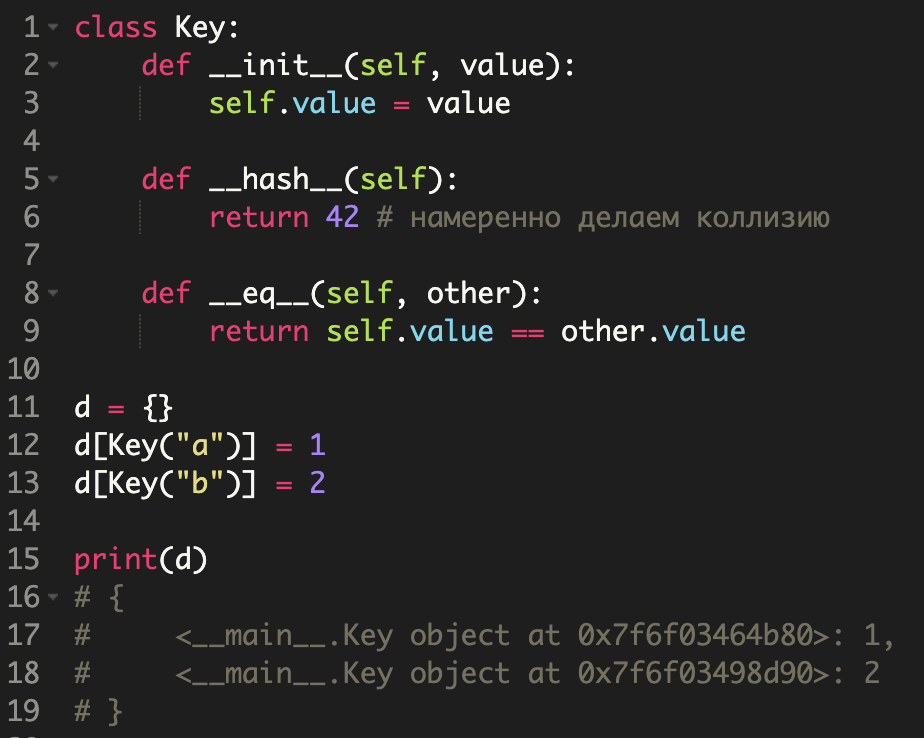 1 class Key:
2     def __init__(self, value):
3         self.value = value
4
5     def __hash__(self):
6         return 42 # намеренно делаем коллизию
7
8     def __eq__(self, other):
9         return self.value == other.value
10
11 d = {}
12 d[Key("a")] = 1
13 d[Key("b")] = 2
14
15 print(d)
16 # {
17 #     <__main__.Key object at 0x7f6f03464b80>: 1,
18 #     <__main__.Key object at 0x7f6f03498d90>: 2
19 # }